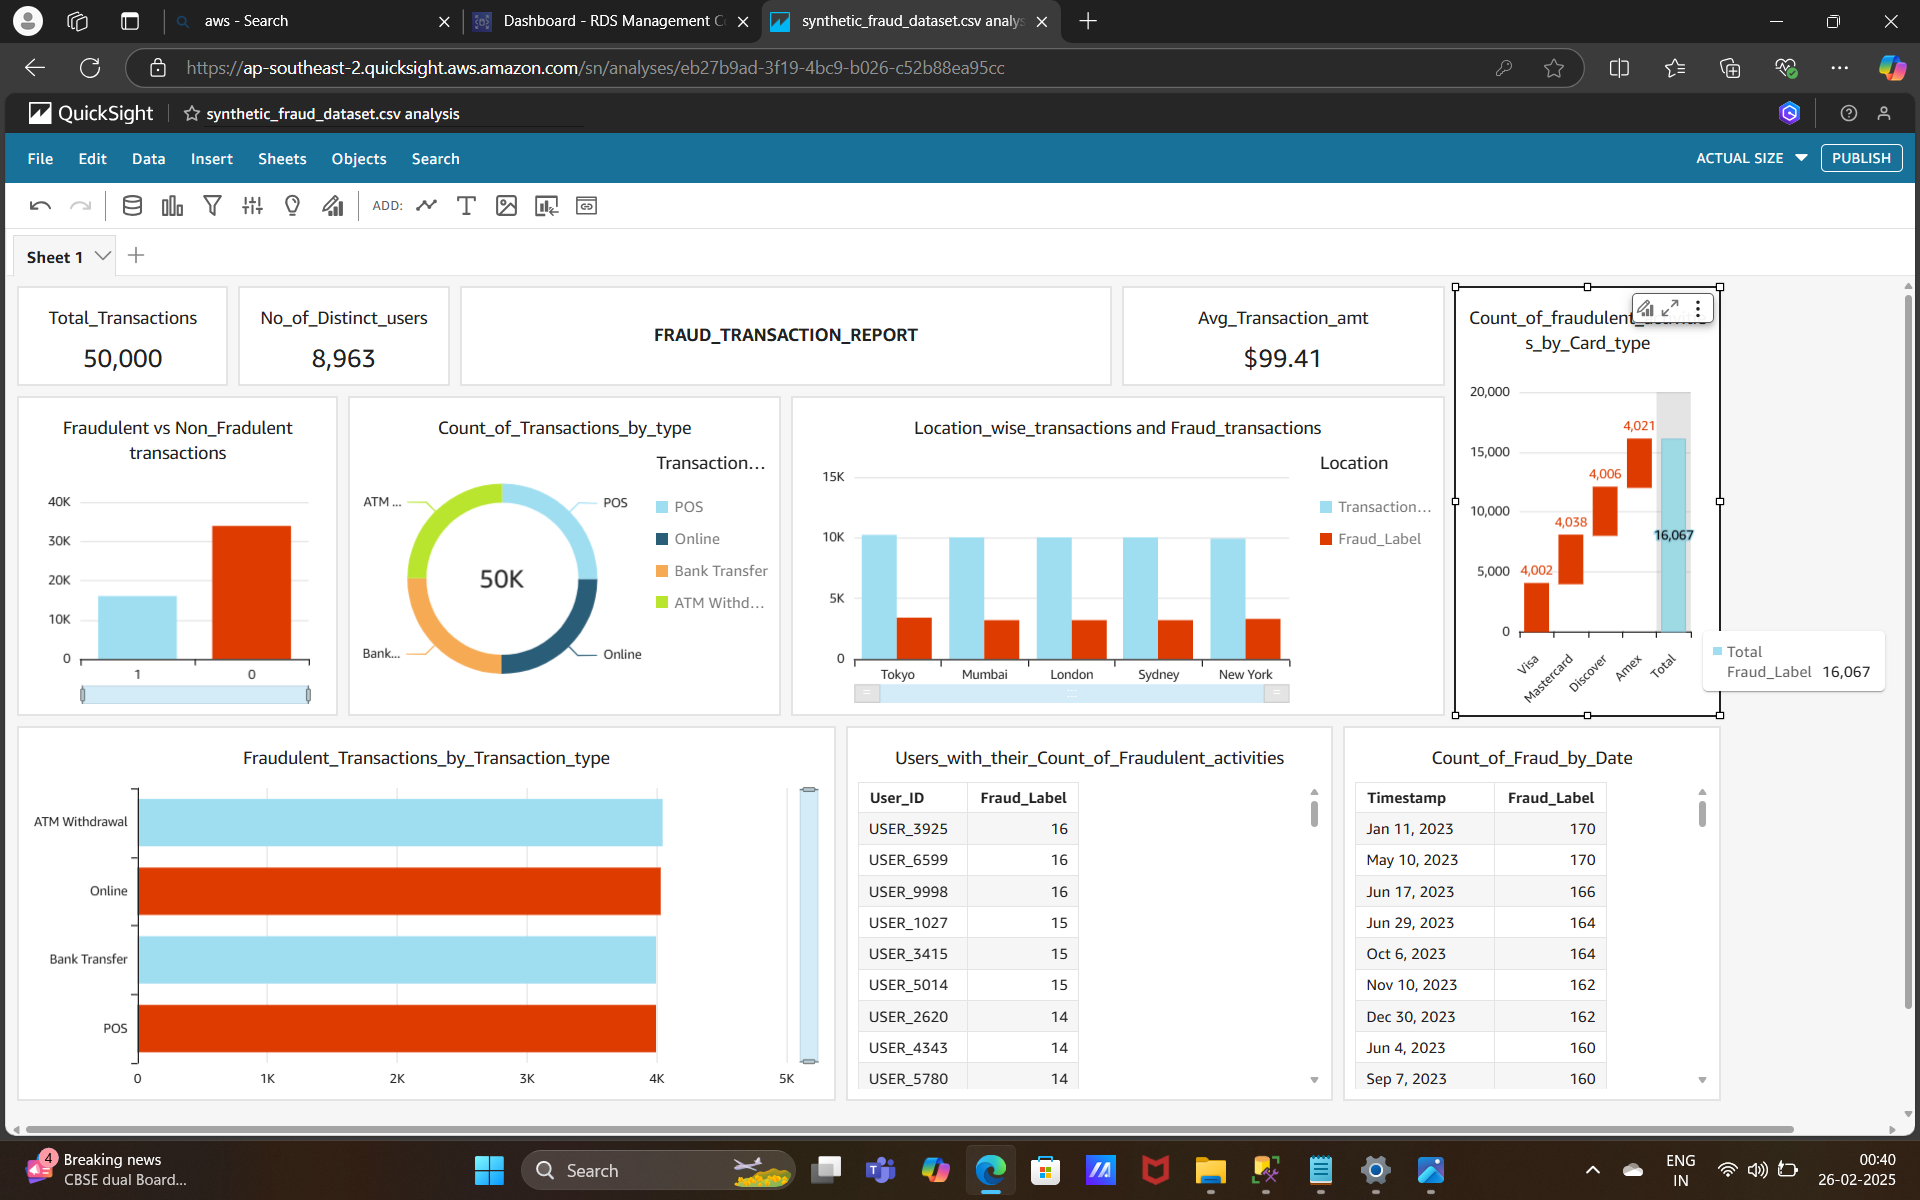 aws - Search
Dashboard - RDS Management C
synthetic_fraud_dataset.csv analys
https://ap-southeast-2.quicksight.aws.amazon.com/sn/analyses/eb27b9ad-3f19-4bc9-b026-c52b88ea95cc
QuickSight
synthetic_fraud_dataset.csv analysis
File Edit Data Insert Sheets Objects Search
ACTUAL SIZE
PUBLISH
ADD:
Sheet 1
Total_Transactions
50,000
No_of_Distinct_users
8,963
FRAUD_TRANSACTION_REPORT
Avg_Transaction_amt
$99.41
Count_of_fraudulent_
s_by_Card_type
20,000
15,000
10,000
5,000
0
4,002
4,038
4,006
4,021
16,067
Visa
Mastercard
Discover
Amex
Total
Total
Fraud_Label 16,067
Fraudulent vs Non_Fradulent
transactions
40K
30K
20K
10K
0
1 0
Count_of_Transactions_by_type
Transaction...
POS
Online
Bank Transfer
ATM Withd...
ATM ...
POS
50K
Bank...
Online
Location_wise_transactions and Fraud_transactions
Location
Transaction...
Fraud_Label
15K
10K
5K
0
Tokyo Mumbai London Sydney New York
Fraudulent_Transactions_by_Transaction_type
ATM Withdrawal
Online
Bank Transfer
POS
0 1K 2K 3K 4K 5K
Users_with_their_Count_of_Fraudulent_activities
User_ID Fraud_Label
USER_3925 16
USER_6599 16
USER_9998 16
USER_1027 15
USER_3415 15
USER_5014 15
USER_2620 14
USER_4343 14
USER_5780 14
Count_of_Fraud_by_Date
Timestamp Fraud_Label
Jan 11, 2023 170
May 10, 2023 170
Jun 17, 2023 166
Jun 29, 2023 164
Oct 6, 2023 164
Nov 10, 2023 162
Dec 30, 2023 162
Jun 4, 2023 160
Sep 7, 2023 160
4
Breaking news
CBSE dual Board...
Search
ENG
IN
00:40
26-02-2025